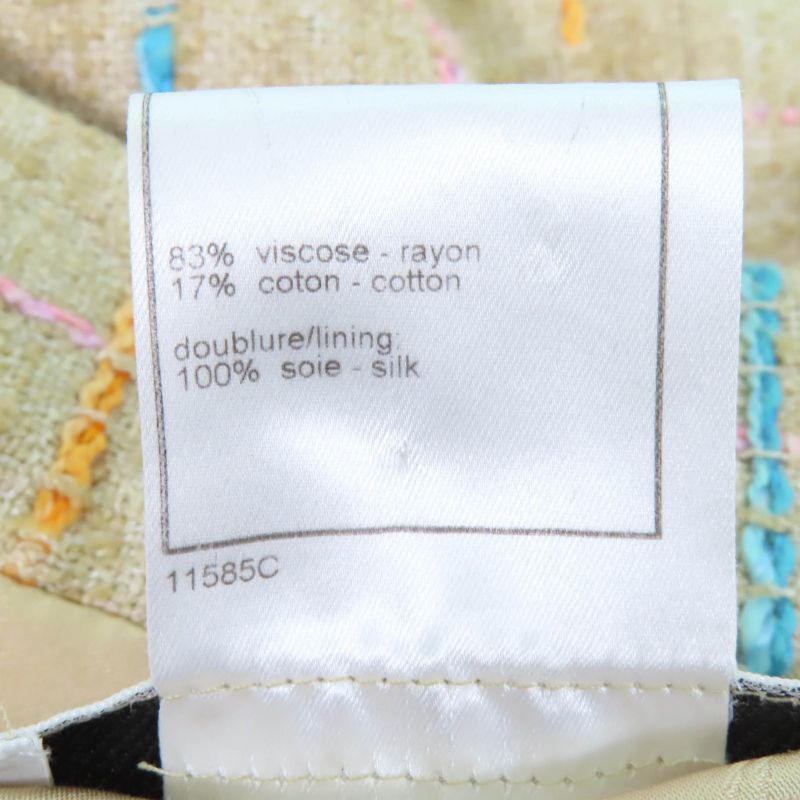 83% viscose - rayon
17% coton - cotton
doublure/lining:
100% soie - silk
11585C